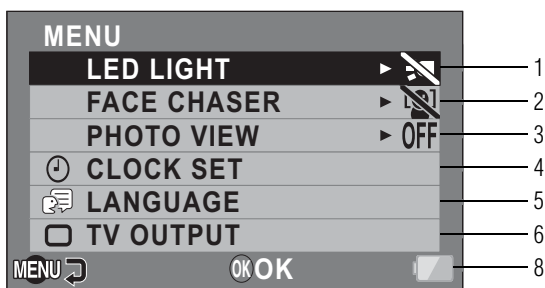 MENU
LED LIGHT 1
FACE CHASER 2
PHOTO VIEW OFF 3
CLOCK SET 4
LANGUAGE 5
TV OUTPUT 6
MENU OK OK 8